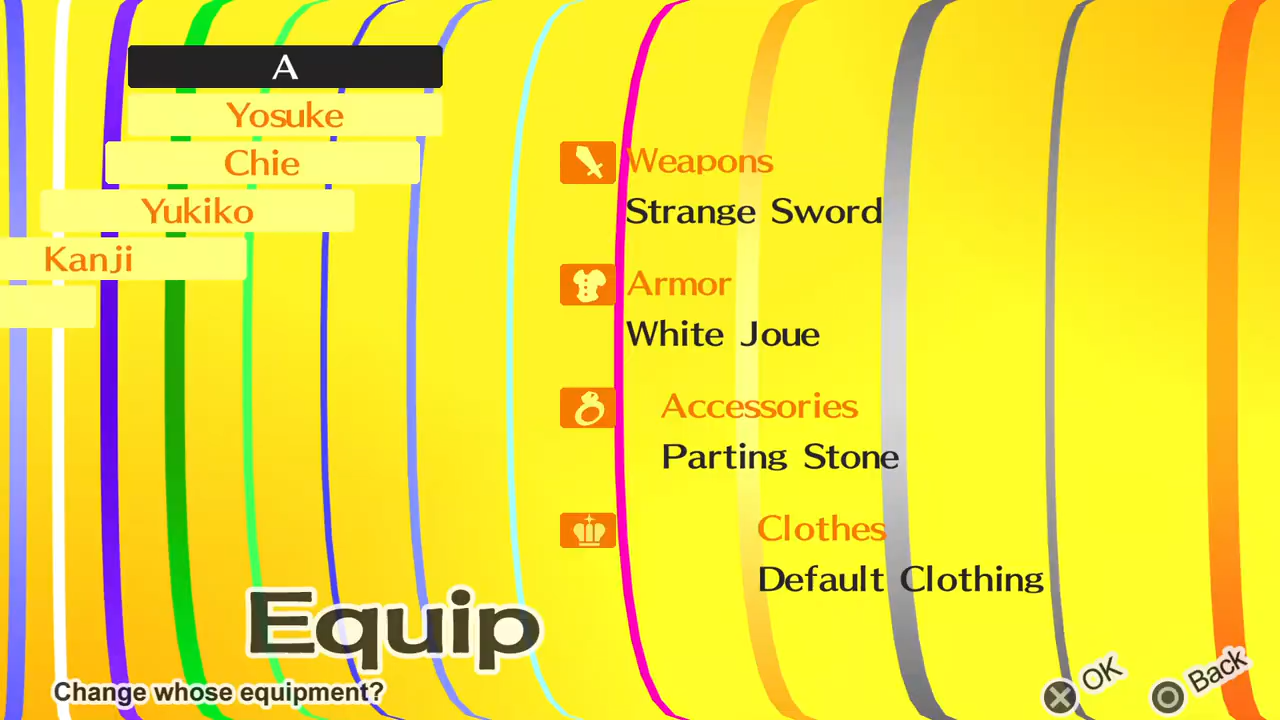 A
Yosuke
Chie
Yukiko
Kanji
Weapons
Strange Sword
Armor
White Joue
Accessories
Parting Stone
Clothes
Default Clothing
Equip
Change whose equipment?
OK
Back